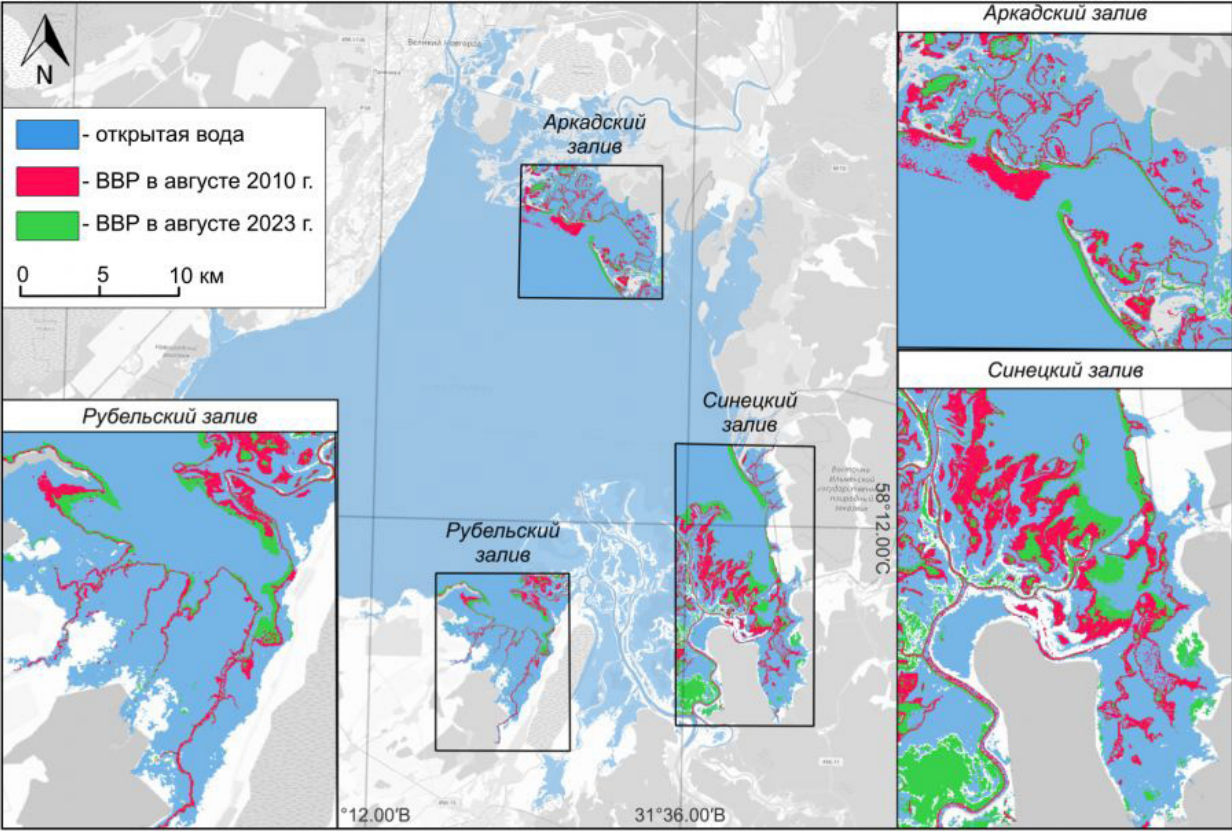 N
- открытая вода
- ВВР в августе 2010 г.
- ВВР в августе 2023 г.
0 5 10 км
Великий Новгород
Аркадский
залив
Аркадский залив
Рубельский залив
Рубельский
залив
Синецкий
залив
Синецкий залив
58°12.00'С
°12.00'В
31°36.00'В